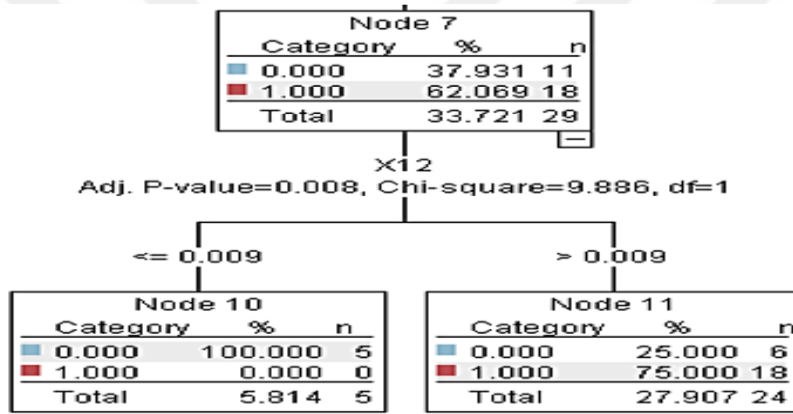 Node 7
Category % n
0.000 37.931 11
1.000 62.069 18
Total 33.721 29
X12
Adj. P-value=0.008, Chi-square=9.886, df=1
<= 0.009
> 0.009
Node 10
Category % n
0.000 100.000 5
1.000 0.000 0
Total 5.814 5
Node 11
Category % n
0.000 25.000 6
1.000 75.000 18
Total 27.907 24